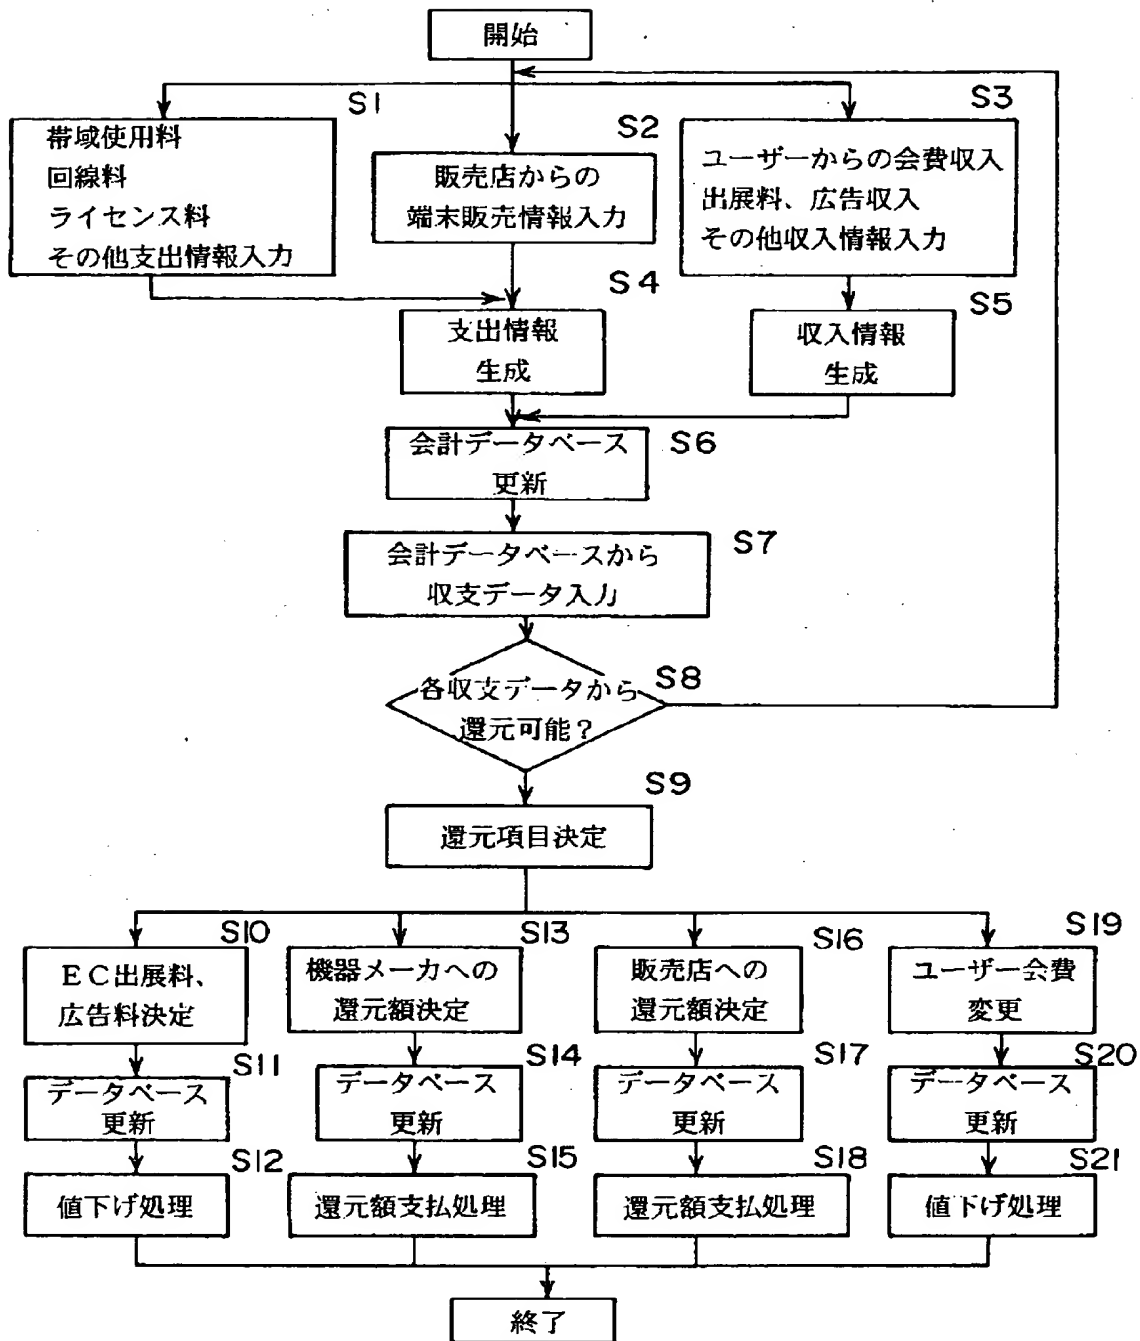 開始
S1
帯域使用料
回線料
ライセンス料
その他支出情報入力
S2
販売店からの
端末販売情報入力
S3
ユーザーからの会費収入
出展料、広告収入
その他収入情報入力
S4
支出情報
生成
S5
収入情報
生成
S6
会計データベース
更新
S7
会計データベースから
収支データ入力
S8
各収支データから
還元可能？
S9
還元項目決定
S10
ＥＣ出展料、
広告料決定
S11
データベース
更新
S12
値下げ処理
S13
機器メーカへの
還元額決定
S14
データベース
更新
S15
還元額支払処理
S16
販売店への
還元額決定
S17
データベース
更新
S18
還元額支払処理
S19
ユーザー会費
変更
S20
データベース
更新
S21
値下げ処理
終了